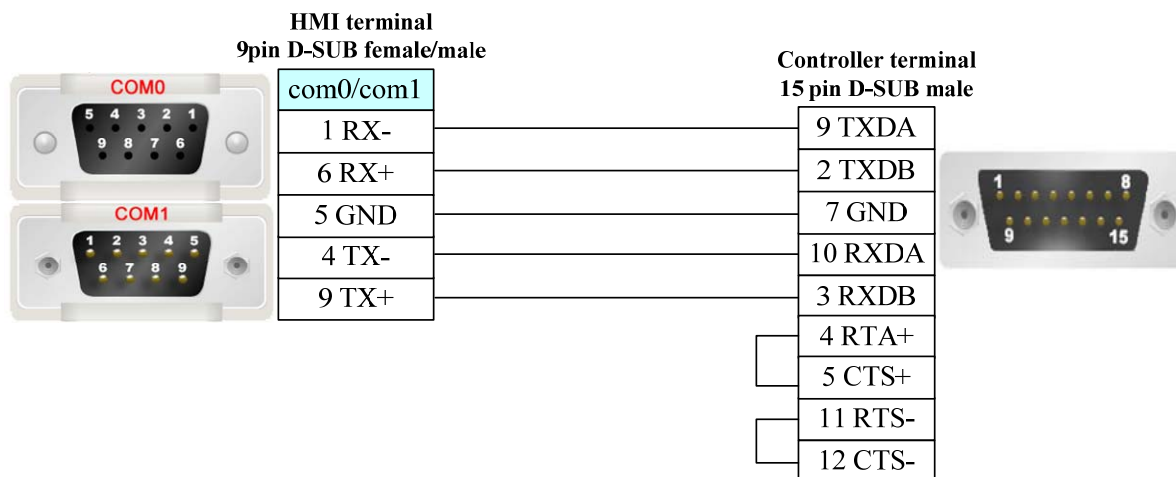 HMI terminal
9pin D-SUB female/male
Controller terminal
15 pin D-SUB male
COM0
5 4 3 2 1
9 8 7 6
COM1
1 2 3 4 5
6 7 8 9
com0/com1
1 RX-
6 RX+
5 GND
4 TX-
9 TX+
9 TXDA
2 TXDB
7 GND
10 RXDA
3 RXDB
4 RTA+
5 CTS+
11 RTS-
12 CTS-
1 8
9 15